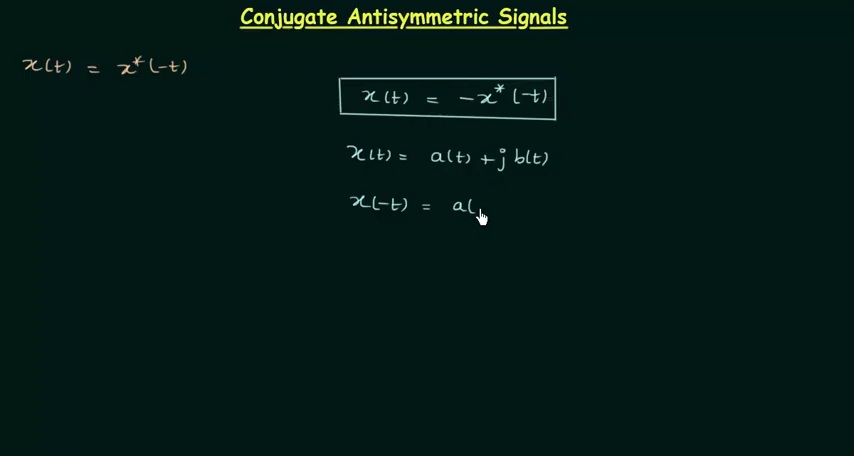 Conjugate Antisymmetric Signals
x(t) = x*(-t)
x(t) = -x*(-t)
x(t) = a(t) + j b(t)
x(-t) = a(